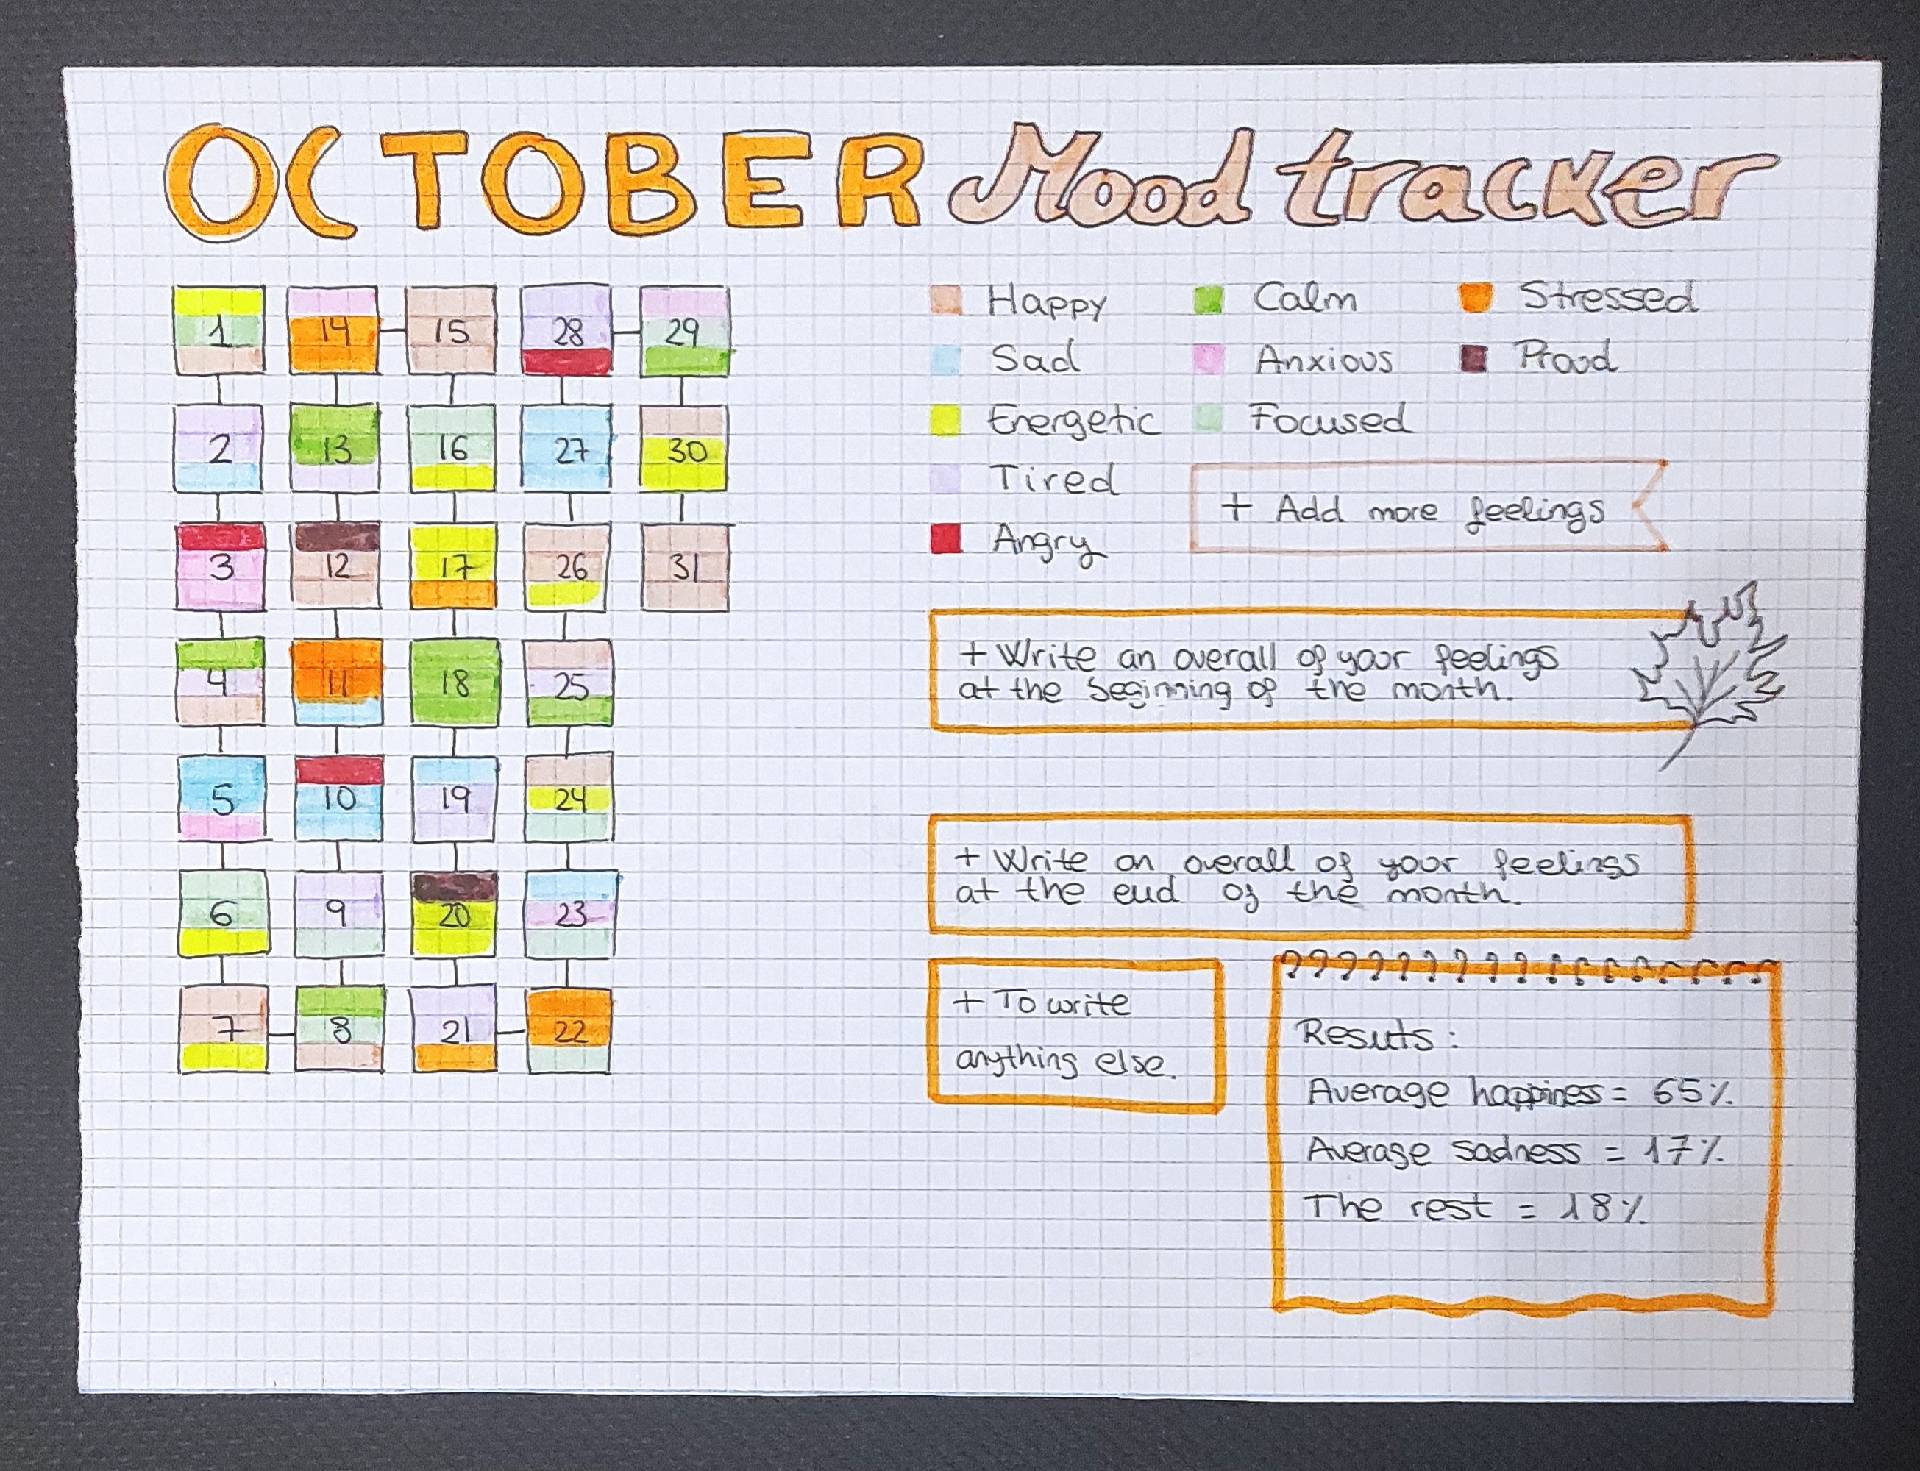 OCTOBER Mood tracker
1 14 15 28 29
2 13 16 27 30
3 12 17 26 31
4 11 18 25
5 10 19 24
6 9 20 23
7 8 21 22
Happy Calm Stressed
Sad Anxious Proud
Energetic Focused
Tired
Angry
+ Add more feelings
+ Write an overall of your feelings
at the beginning of the month.
+ Write an overall of your feelings
at the end of the month.
+ To write
anything else.
Resuts:
Average happiness = 65%
Average sadness = 17%
The rest = 18%